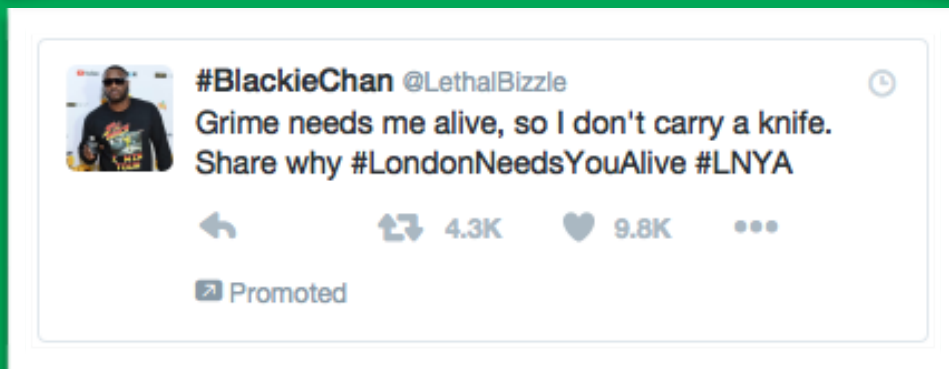 #BlackieChan @LethalBizzle
Grime needs me alive, so I don't carry a knife.
Share why #LondonNeedsYouAlive #LNYA
4.3K 9.8K
Promoted